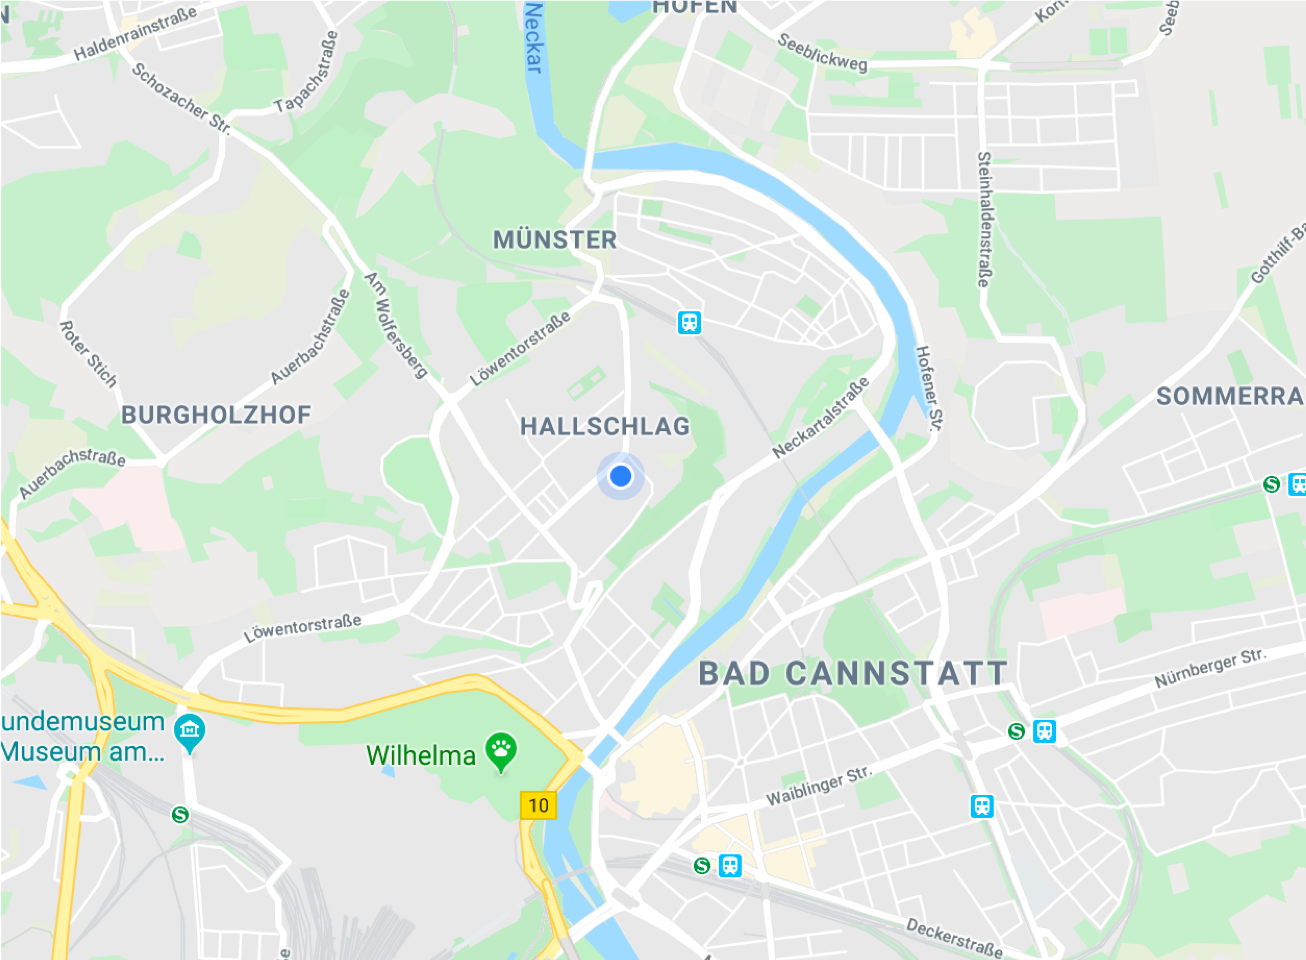 N
HOFEN
Haldenrainstraße
Neckar
Seeblickweg
Schozacher Str.
Tapachstraße
Steinhaldenstraße
MÜNSTER
Am Wolfersberg
Auerbachstraße
Roter Stich
Löwentorstraße
Hofener Str.
Neckartalstraße
BURGHOLZHOF
HALLSCHLAG
SOMMERRA
Auerbachstraße
S
Löwentorstraße
BAD CANNSTATT
Nürnberger Str.
undemuseum
Museum am...
Wilhelma
S
Waiblinger Str.
10
S
S
Deckerstraße